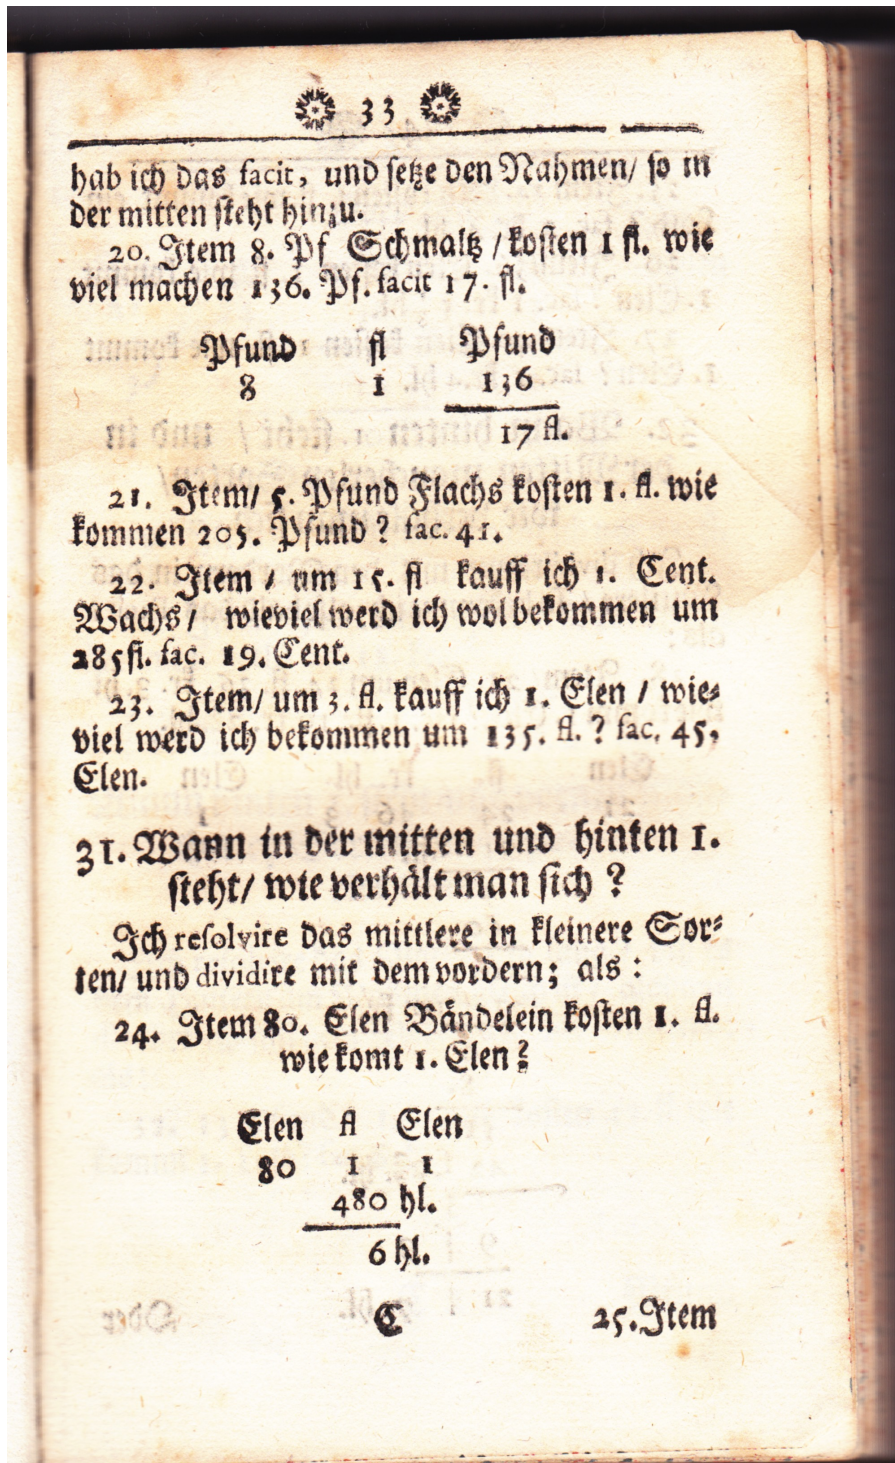 33
hab ich das facit, und setze den Nahmen/ so in
der mitten steht hinzu.
20. Item 8. Pf Schmaltz / kosten 1 fl. wie
viel machen 136. Pf. facit 17. fl.
Pfund fl Pfund
8 1 136
17 fl.
21. Item/ 5. Pfund Flachs kosten 1. fl. wie
kommen 205. Pfund? fac. 41.
22. Item / um 15. fl kauff ich 1. Cent.
Wachs/ wieviel werd ich wol bekommen um
285 fl. fac. 19. Cent.
23. Item/ um 3. fl. kauff ich 1. Elen / wie-
viel werd ich bekommen um 135. fl.? fac. 45.
Elen.
31. Wann in der mitten und hinten 1.
steht/ wie verhält man sich?
Ich resolvire das mittlere in kleinere Sor-
ten/ und dividire mit dem vordern; als:
24. Item 80. Elen Bändelein kosten 1. fl.
wie komt 1. Elen?
Elen fl Elen
80 1 1
480 hl.
6 hl.
C 25. Item